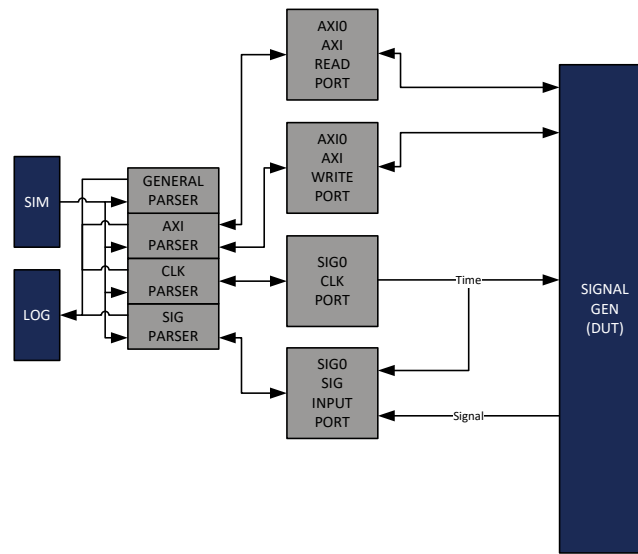 AXI0
AXI
READ
PORT
AXI0
AXI
WRITE
PORT
SIM
GENERAL
PARSER
AXI
PARSER
CLK
PARSER
SIG
PARSER
LOG
SIG0
CLK
PORT
Time
SIGNAL
GEN
(DUT)
SIG0
SIG
INPUT
PORT
Signal